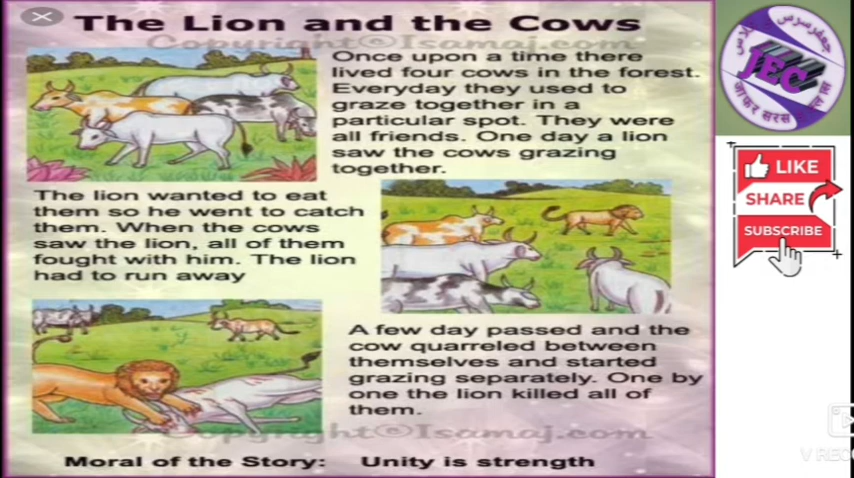 The Lion and the Cows
Copyright©Isamaj.com
Once upon a time there
lived four cows in the forest.
Everyday they used to
graze together in a
particular spot. They were
all friends. One day a lion
saw the cows grazing
together.
The lion wanted to eat
them so he went to catch
them. When the cows
saw the lion, all of them
fought with him. The lion
had to run away
A few day passed and the
cow quarreled between
themselves and started
grazing separately. One by
one the lion killed all of
them.
Copyright©Isamaj.com
Moral of the Story: Unity is strength
JEC
LIKE
SHARE
SUBSCRIBE
V REC